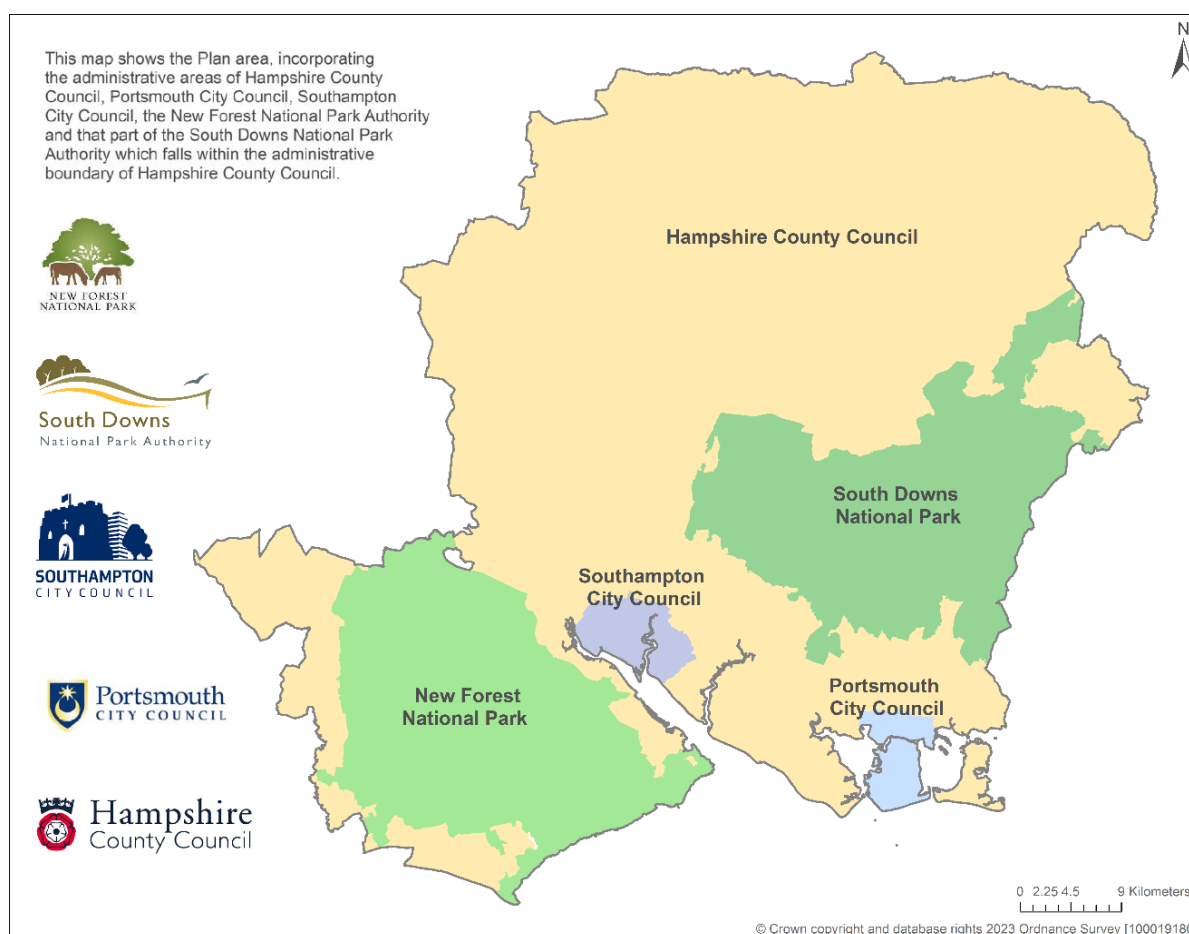 This map shows the Plan area, incorporating
the administrative areas of Hampshire County
Council, Portsmouth City Council, Southampton
City Council, the New Forest National Park Authority
and that part of the South Downs National Park
Authority which falls within the administrative
boundary of Hampshire County Council.
N
NEW FOREST
NATIONAL PARK
South Downs
National Park Authority
SOUTHAMPTON
CITY COUNCIL
PORTSMOUTH
CITY COUNCIL
Hampshire
County Council
Hampshire County Council
South Downs
National Park
Southampton
City Council
New Forest
National Park
Portsmouth
City Council
0 2.25 4.5 9 Kilometers
© Crown copyright and database rights 2023 Ordnance Survey [100019180